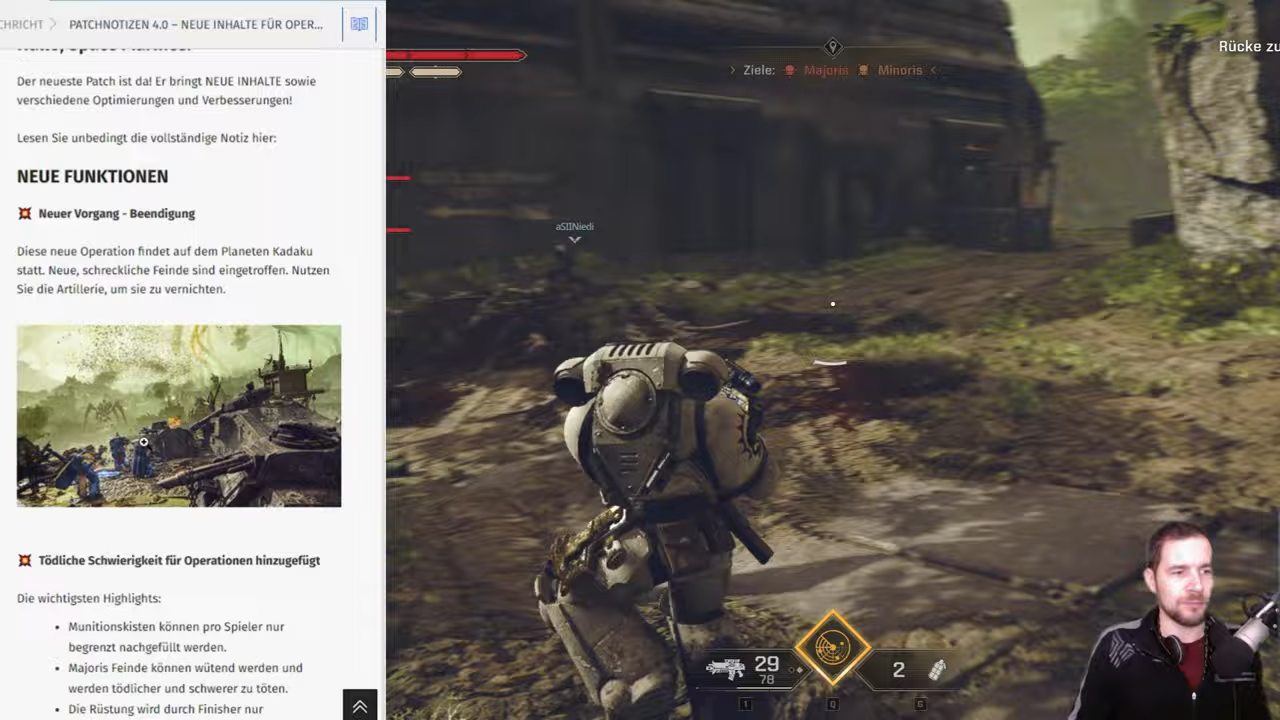 CHRICHT
PATCHNOTIZEN 4.0 – NEUE INHALTE FÜR OPER...
Hallo, Space Marines!
Der neueste Patch ist da! Er bringt NEUE INHALTE sowie
verschiedene Optimierungen und Verbesserungen!
Lesen Sie unbedingt die vollständige Notiz hier:
NEUE FUNKTIONEN
Neuer Vorgang - Beendigung
Diese neue Operation findet auf dem Planeten Kadaku
statt. Neue, schreckliche Feinde sind eingetroffen. Nutzen
Sie die Artillerie, um sie zu vernichten.
Tödliche Schwierigkeit für Operationen hinzugefügt
Die wichtigsten Highlights:
• Munitionskisten können pro Spieler nur
begrenzt nachgefüllt werden.
• Majoris Feinde können wütend werden und
werden tödlicher und schwerer zu töten.
• Die Rüstung wird durch Finisher nur
Ziele: Majoris Minoris
Rücke zu
aSIINiedi
29
78
2
1
Q
G